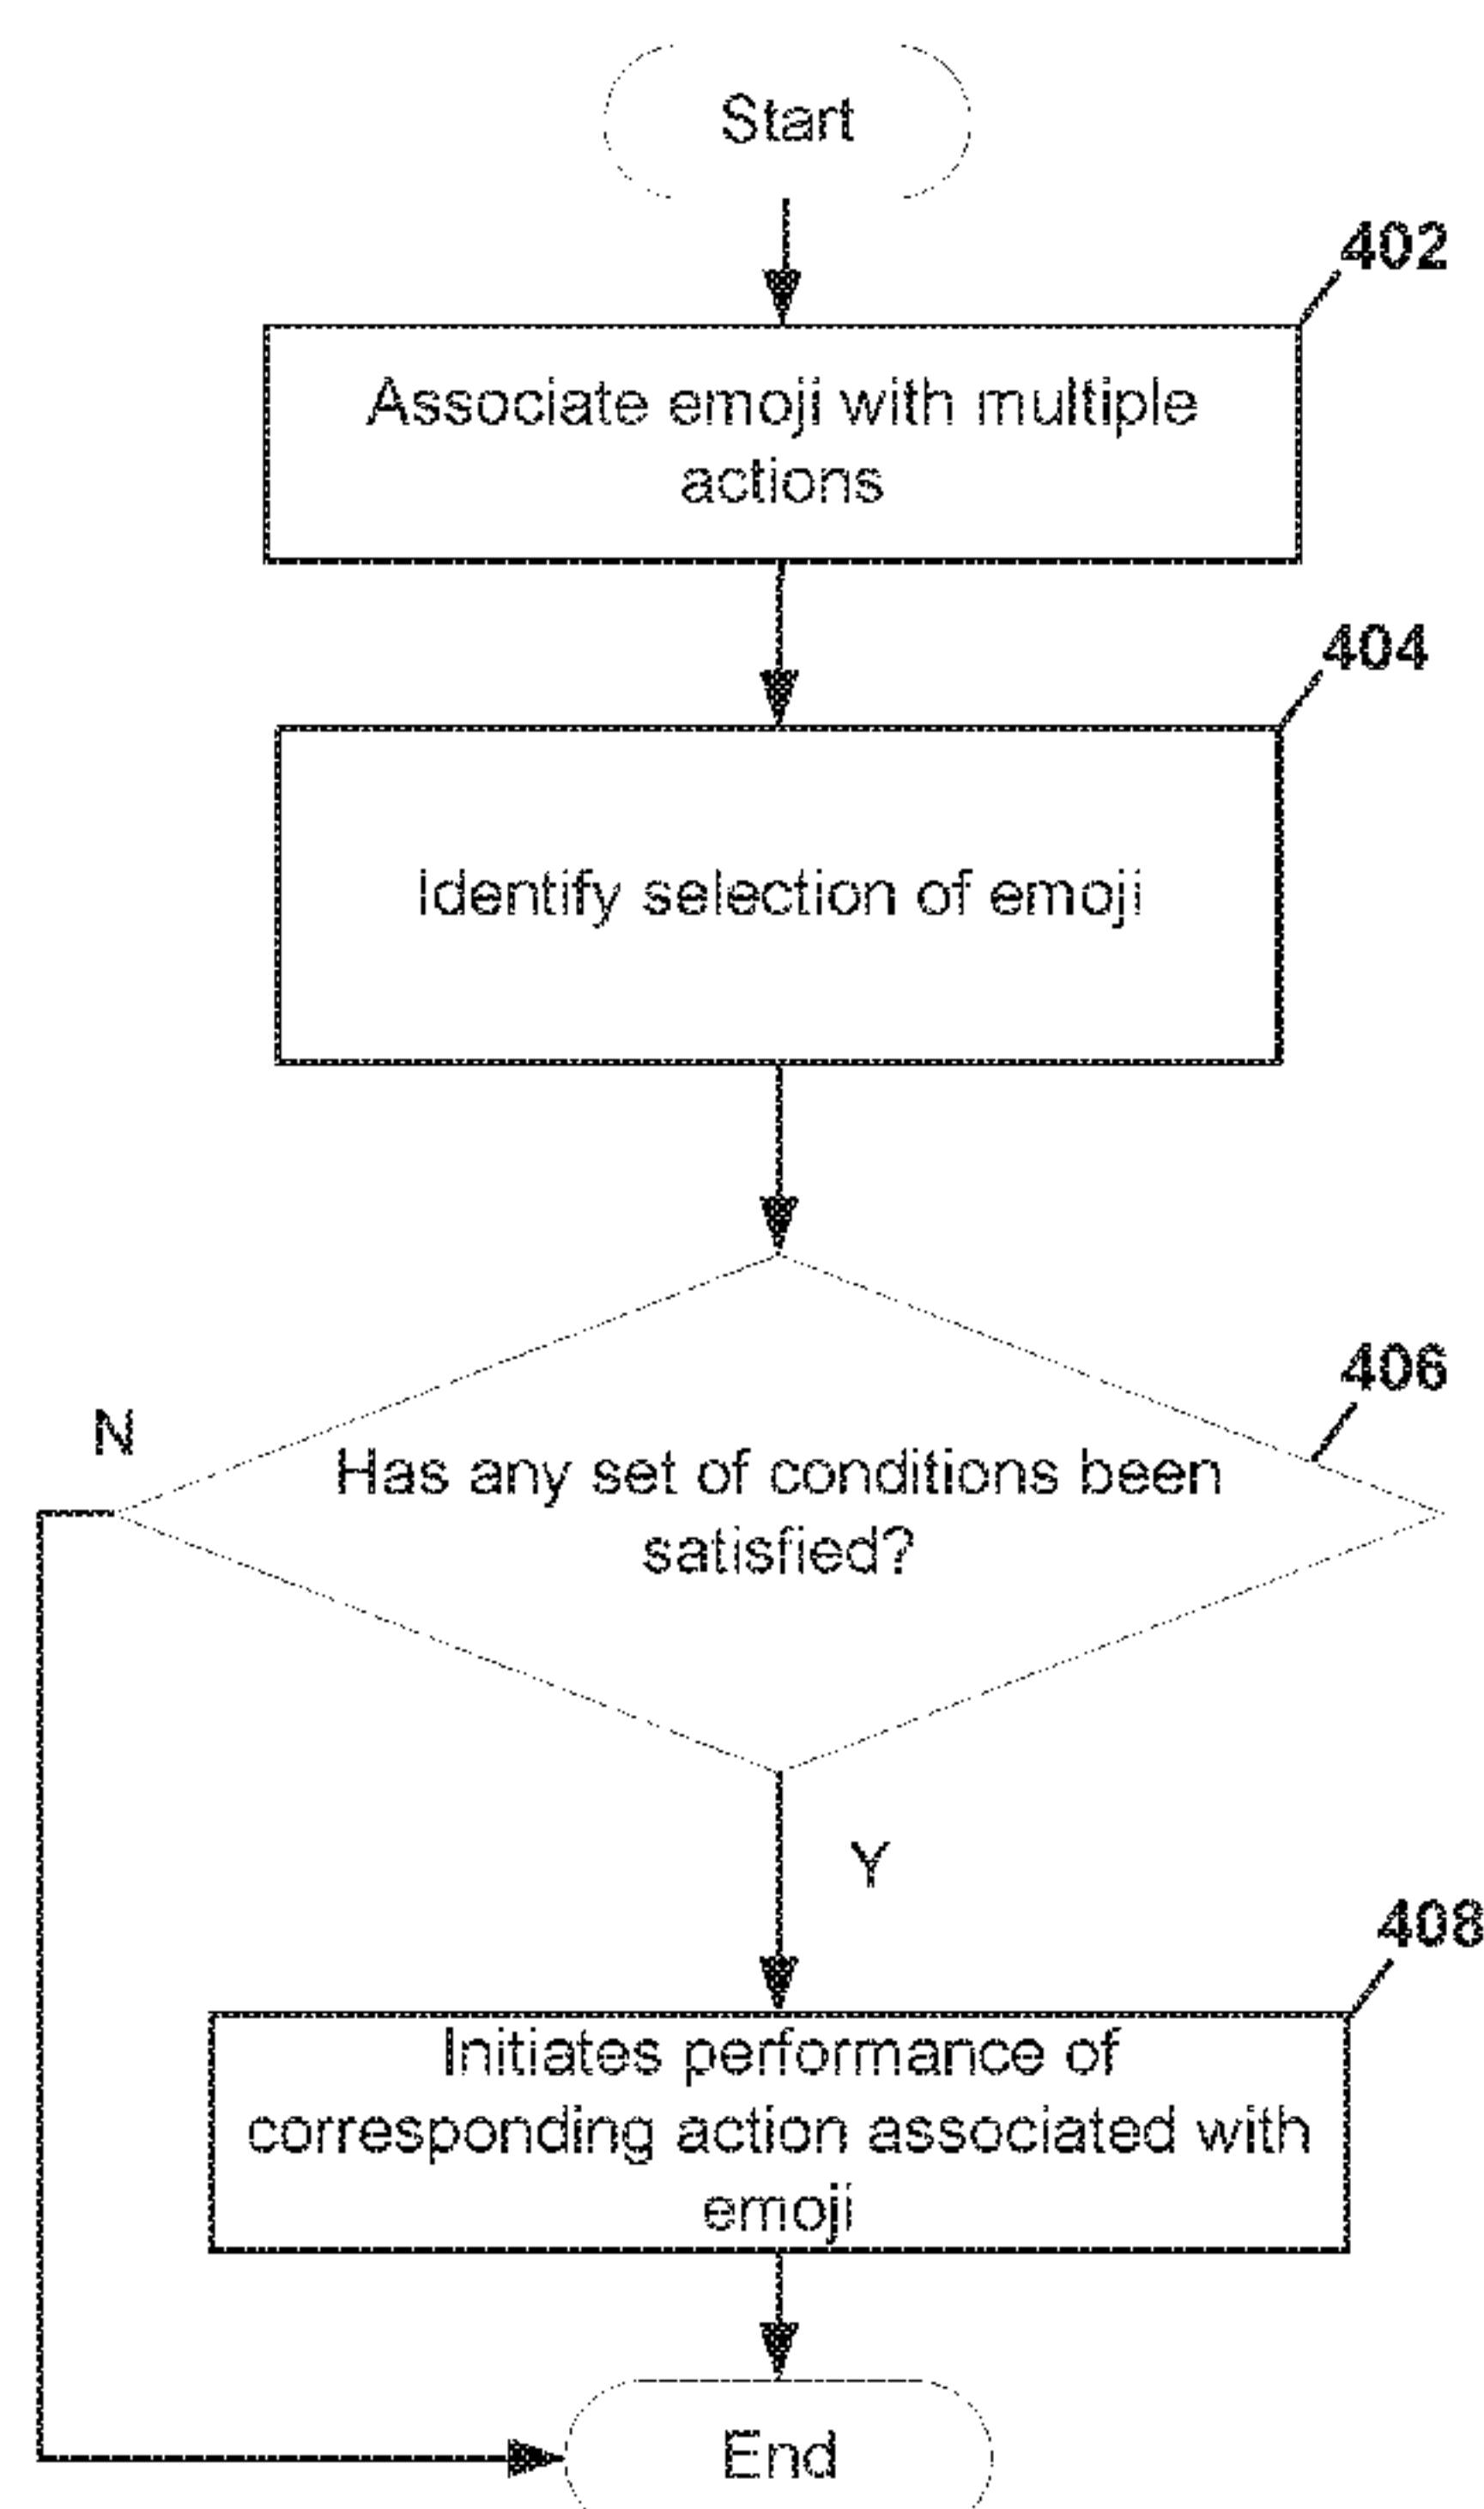 Start
402
Associate emoji with multiple
actions
404
Identify selection of emoji
406
N
Has any set of conditions been
satisfied?
Y
408
Initiates performance of
corresponding action associated with
emoji
End